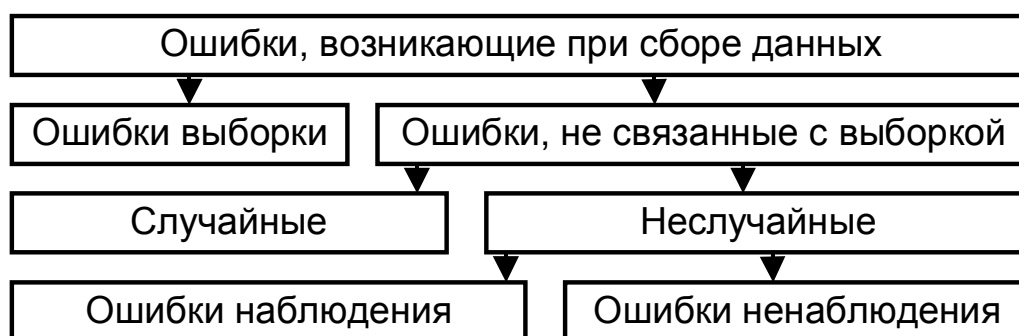 Ошибки, возникающие при сборе данных
Ошибки выборки
Ошибки, не связанные с выборкой
Случайные
Неслучайные
Ошибки наблюдения
Ошибки ненаблюдения